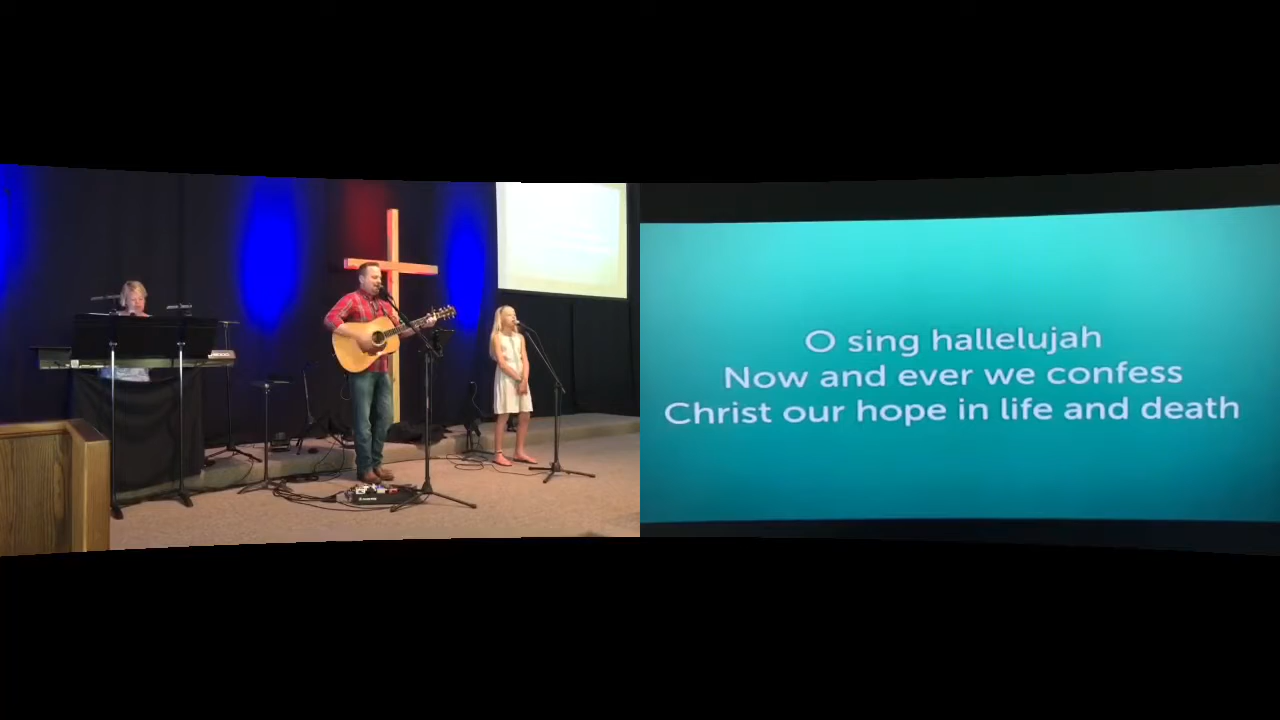 O sing hallelujah
Now and ever we confess
Christ our hope in life and death